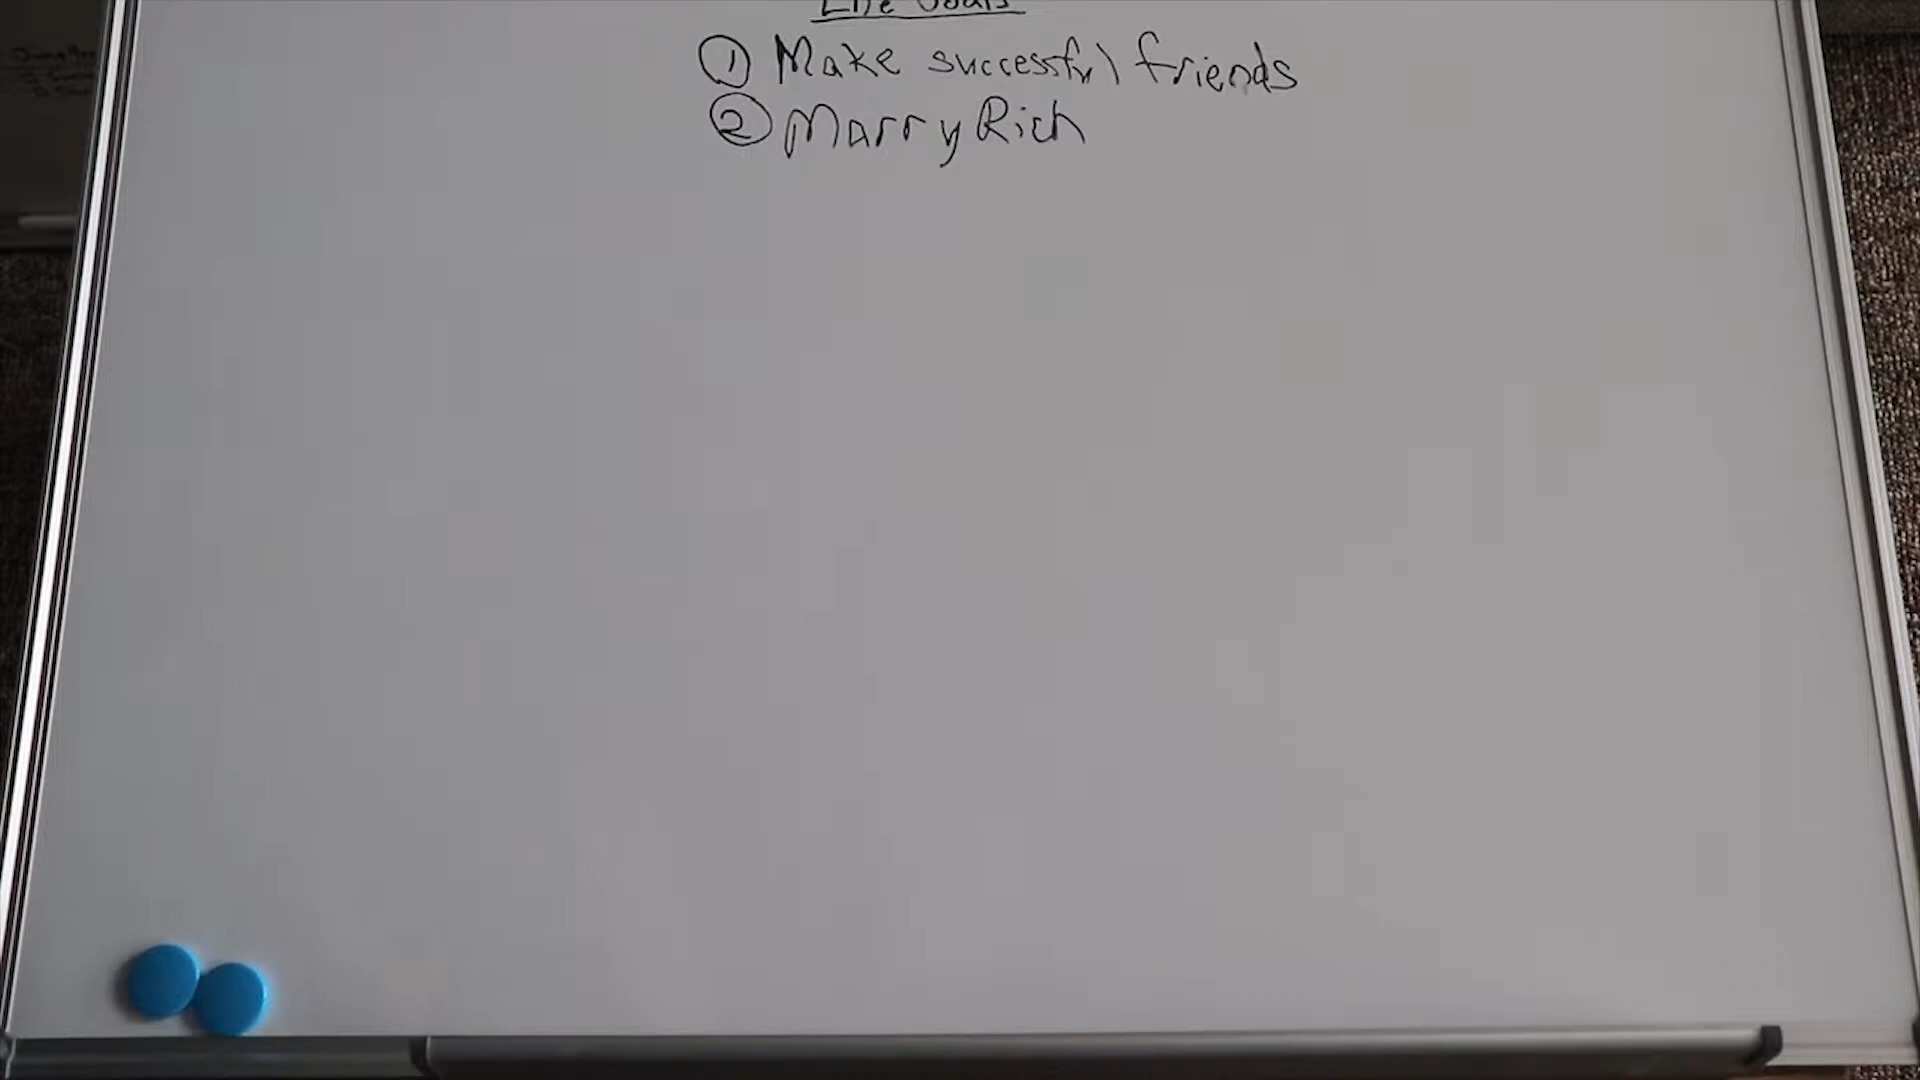 Life Goals
① Make successful friends
② Marry Rich